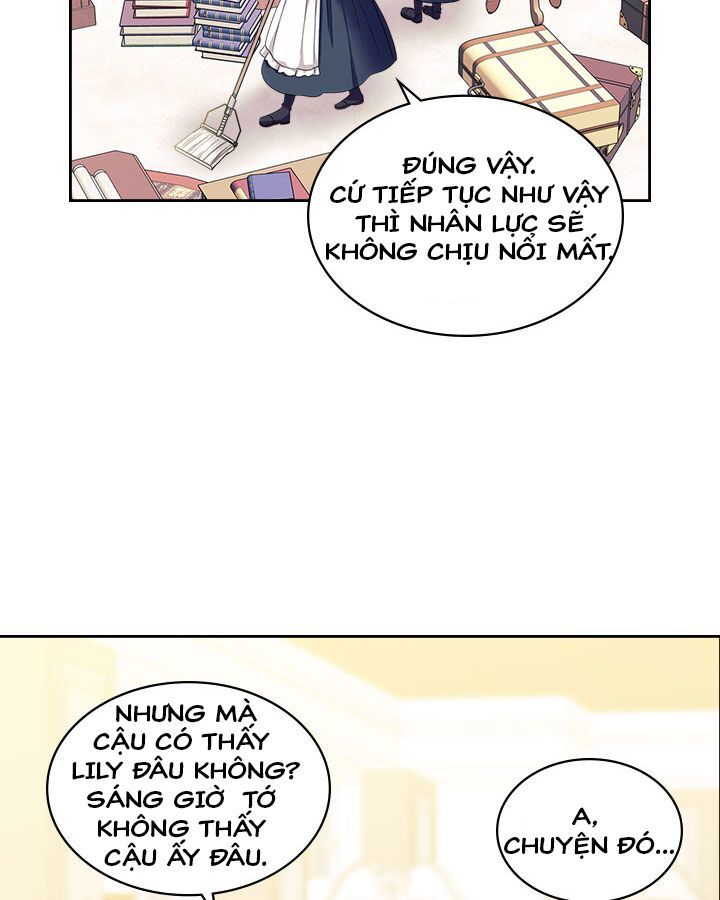 ĐÚNG VẬY.
CỨ TIẾP TỤC NHƯ VẬY
THÌ NHÂN LỰC SẼ
KHÔNG CHỊU NỔI MẤT.
NHƯNG MÀ
CẬU CÓ THẤY
LILY ĐÂU KHÔNG?
SÁNG GIỜ TỚ
KHÔNG THẤY
CẬU ẤY ĐÂU.
A,
CHUYỆN ĐÓ...